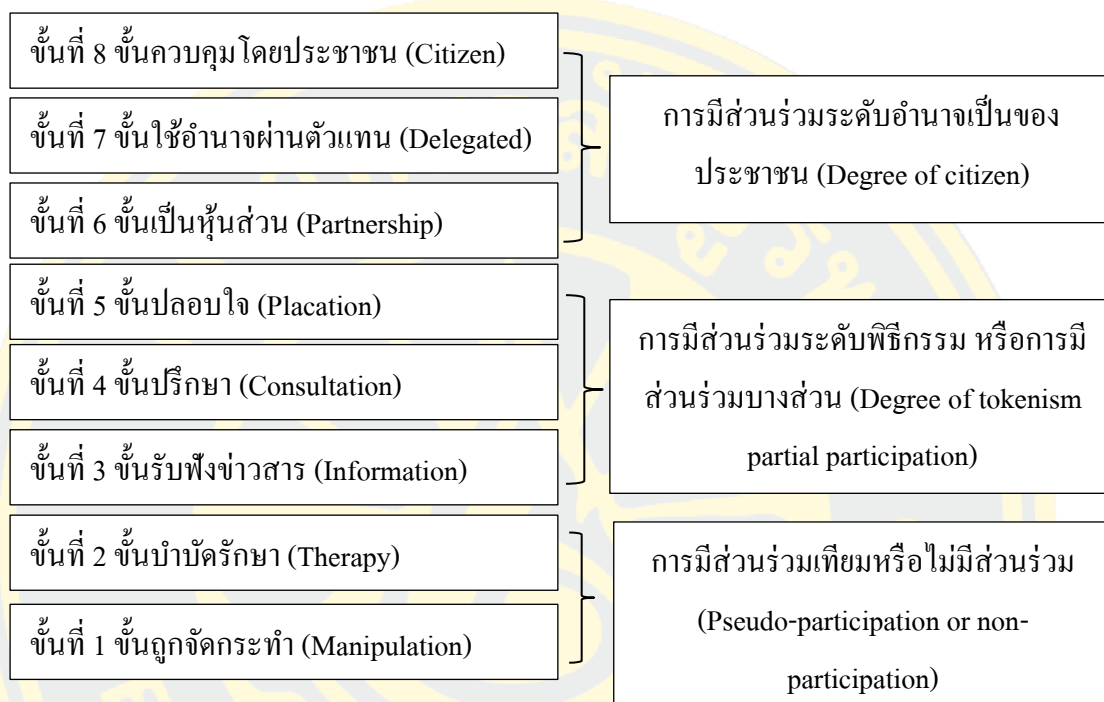 ขั้นที่ 8 ขั้นควบคุมโดยประชาชน (Citizen)
ขั้นที่ 7 ขั้นใช้อำนาจผ่านตัวแทน (Delegated)
ขั้นที่ 6 ขั้นเป็นหุ้นส่วน (Partnership)
การมีส่วนร่วมระดับอำนาจเป็นของ
ประชาชน (Degree of citizen)
ขั้นที่ 5 ขั้นปลอบใจ (Placation)
ขั้นที่ 4 ขั้นปรึกษา (Consultation)
ขั้นที่ 3 ขั้นรับฟังข่าวสาร (Information)
การมีส่วนร่วมระดับพิธีกรรม หรือการมี
ส่วนร่วมบางส่วน (Degree of tokenism
partial participation)
ขั้นที่ 2 ขั้นบำบัดรักษา (Therapy)
ขั้นที่ 1 ขั้นถูกจัดกระทำ (Manipulation)
การมีส่วนร่วมเทียมหรือไม่มีส่วนร่วม
(Pseudo-participation or non-
participation)